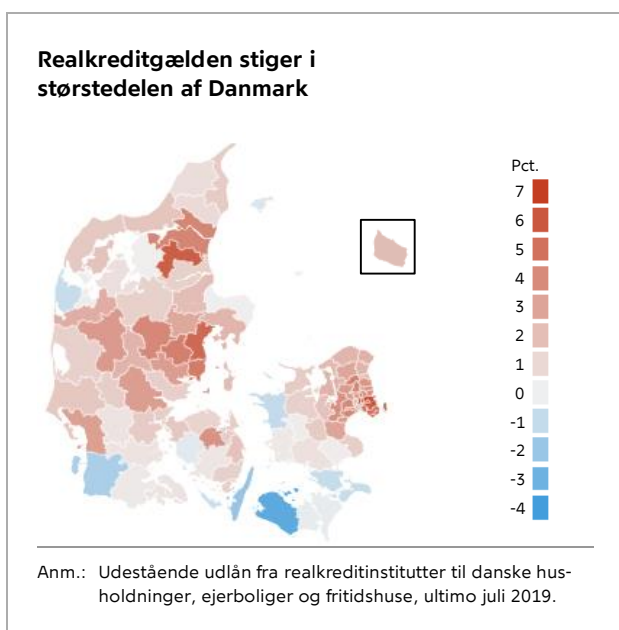 Realkreditgælden stiger i
størstedelen af Danmark
Pct.
7
6
5
4
3
2
1
0
-1
-2
-3
-4
Anm.: Udestående udlån fra realkreditinstitutter til danske hus-
holdninger, ejerboliger og fritidshuse, ultimo juli 2019.